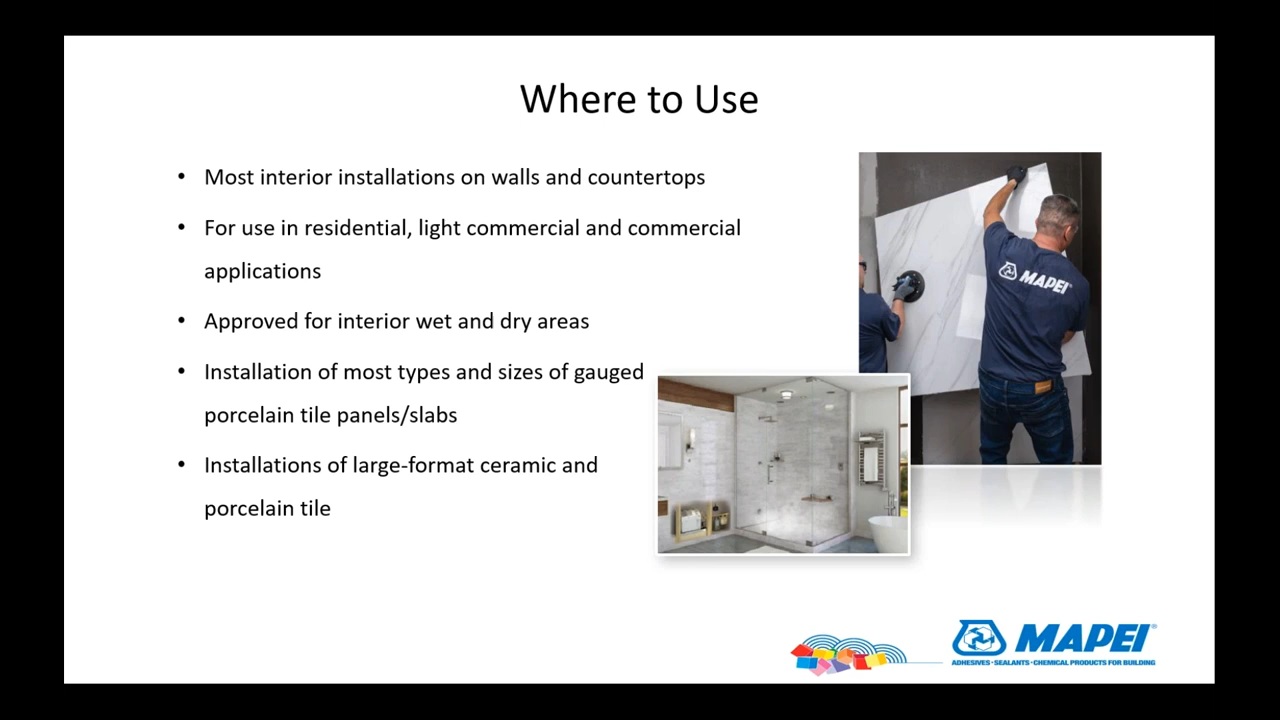 Where to Use
• Most interior installations on walls and countertops
• For use in residential, light commercial and commercial
applications
• Approved for interior wet and dry areas
• Installation of most types and sizes of gauged
porcelain tile panels/slabs
• Installations of large-format ceramic and
porcelain tile
MAPEI
MAPEI®
ADHESIVES • SEALANTS • CHEMICAL PRODUCTS FOR BUILDING